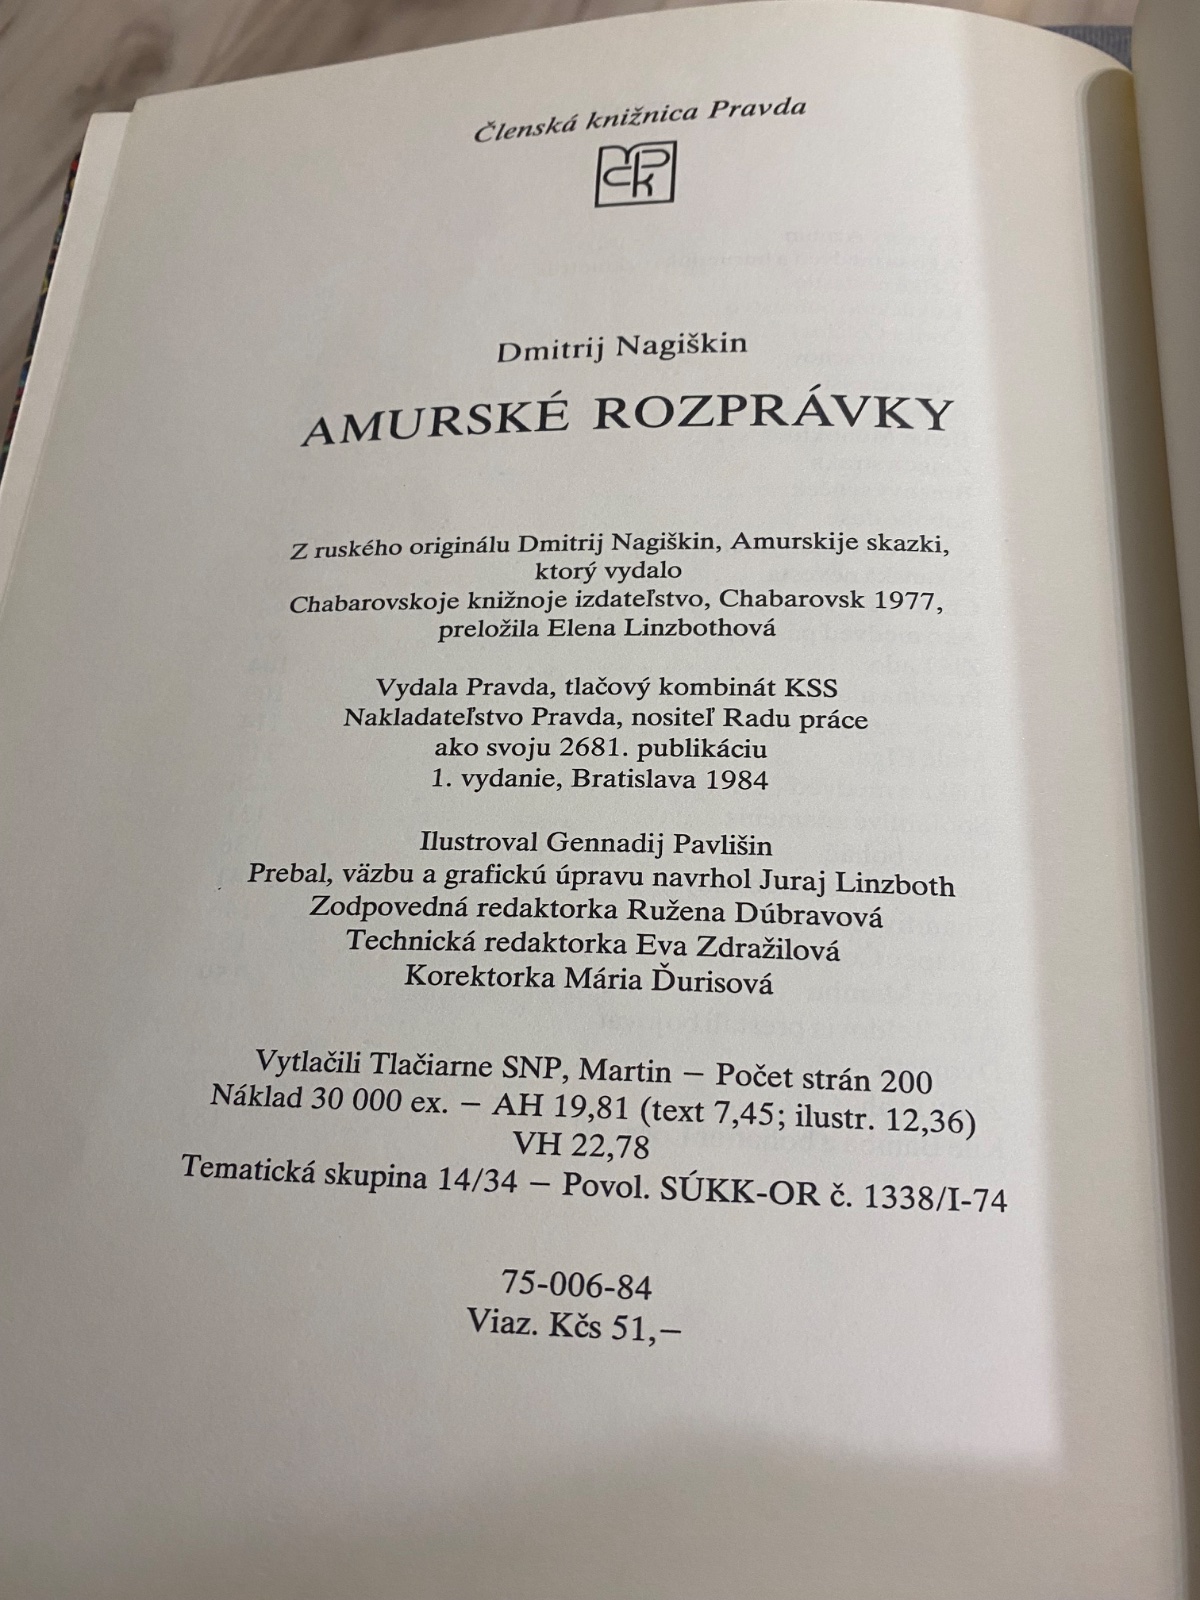 Členská knižnica Pravda
Dmitrij Nagiškin
AMURSKÉ ROZPRÁVKY
Z ruského originálu Dmitrij Nagiškin, Amurskije skazki,
ktorý vydalo
Chabarovskoje knižnoje izdateľstvo, Chabarovsk 1977,
preložila Elena Linzbothová
Vydala Pravda, tlačový kombinát KSS
Nakladateľstvo Pravda, nositeľ Radu práce
ako svoju 2681. publikáciu
1. vydanie, Bratislava 1984
Ilustroval Gennadij Pavlišin
Prebal, väzbu a grafickú úpravu navrhol Juraj Linzboth
Zodpovedná redaktorka Ružena Dúbravová
Technická redaktorka Eva Zdražilová
Korektorka Mária Ďurisová
Vytlačili Tlačiarne SNP, Martin – Počet strán 200
Náklad 30 000 ex. – AH 19,81 (text 7,45; ilustr. 12,36)
VH 22,78
Tematická skupina 14/34 – Povol. SÚKK-OR č. 1338/I-74
75-006-84
Viaz. Kčs 51,–